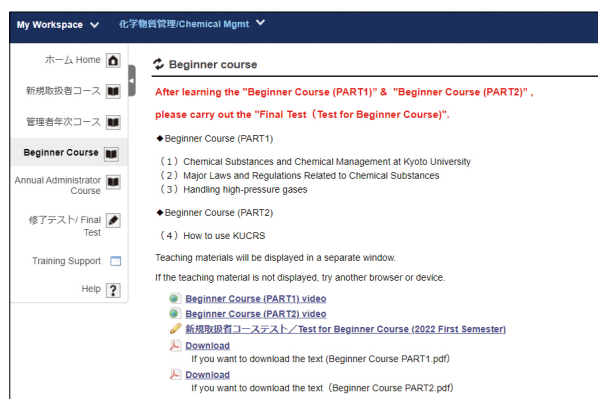 My Workspace 化学物質管理/Chemical Mgmt
ホーム Home
新規取扱者コース
管理者年次コース
Beginner Course
Annual Administrator
Course
修了テスト/ Final
Test
Training Support
Help
Beginner course
After learning the "Beginner Course (PART1)" & "Beginner Course (PART2)" ,
please carry out the "Final Test（Test for Beginner Course)".
◆Beginner Course (PART1)
（１）Chemical Substances and Chemical Management at Kyoto University
（２）Major Laws and Regulations Related to Chemical Substances
（３）Handling high-pressure gases
◆Beginner Course (PART2)
（４）How to use KUCRS
Teaching materials will be displayed in a separate window.
If the teaching material is not displayed, try another browser or device.
Beginner Course (PART1) video
Beginner Course (PART2) video
新規取扱者コーステスト／Test for Beginner Course (2022 First Semester)
Download
If you want to download the text (Beginner Course PART1.pdf）
Download
If you want to download the text（Beginner Course PART2.pdf）